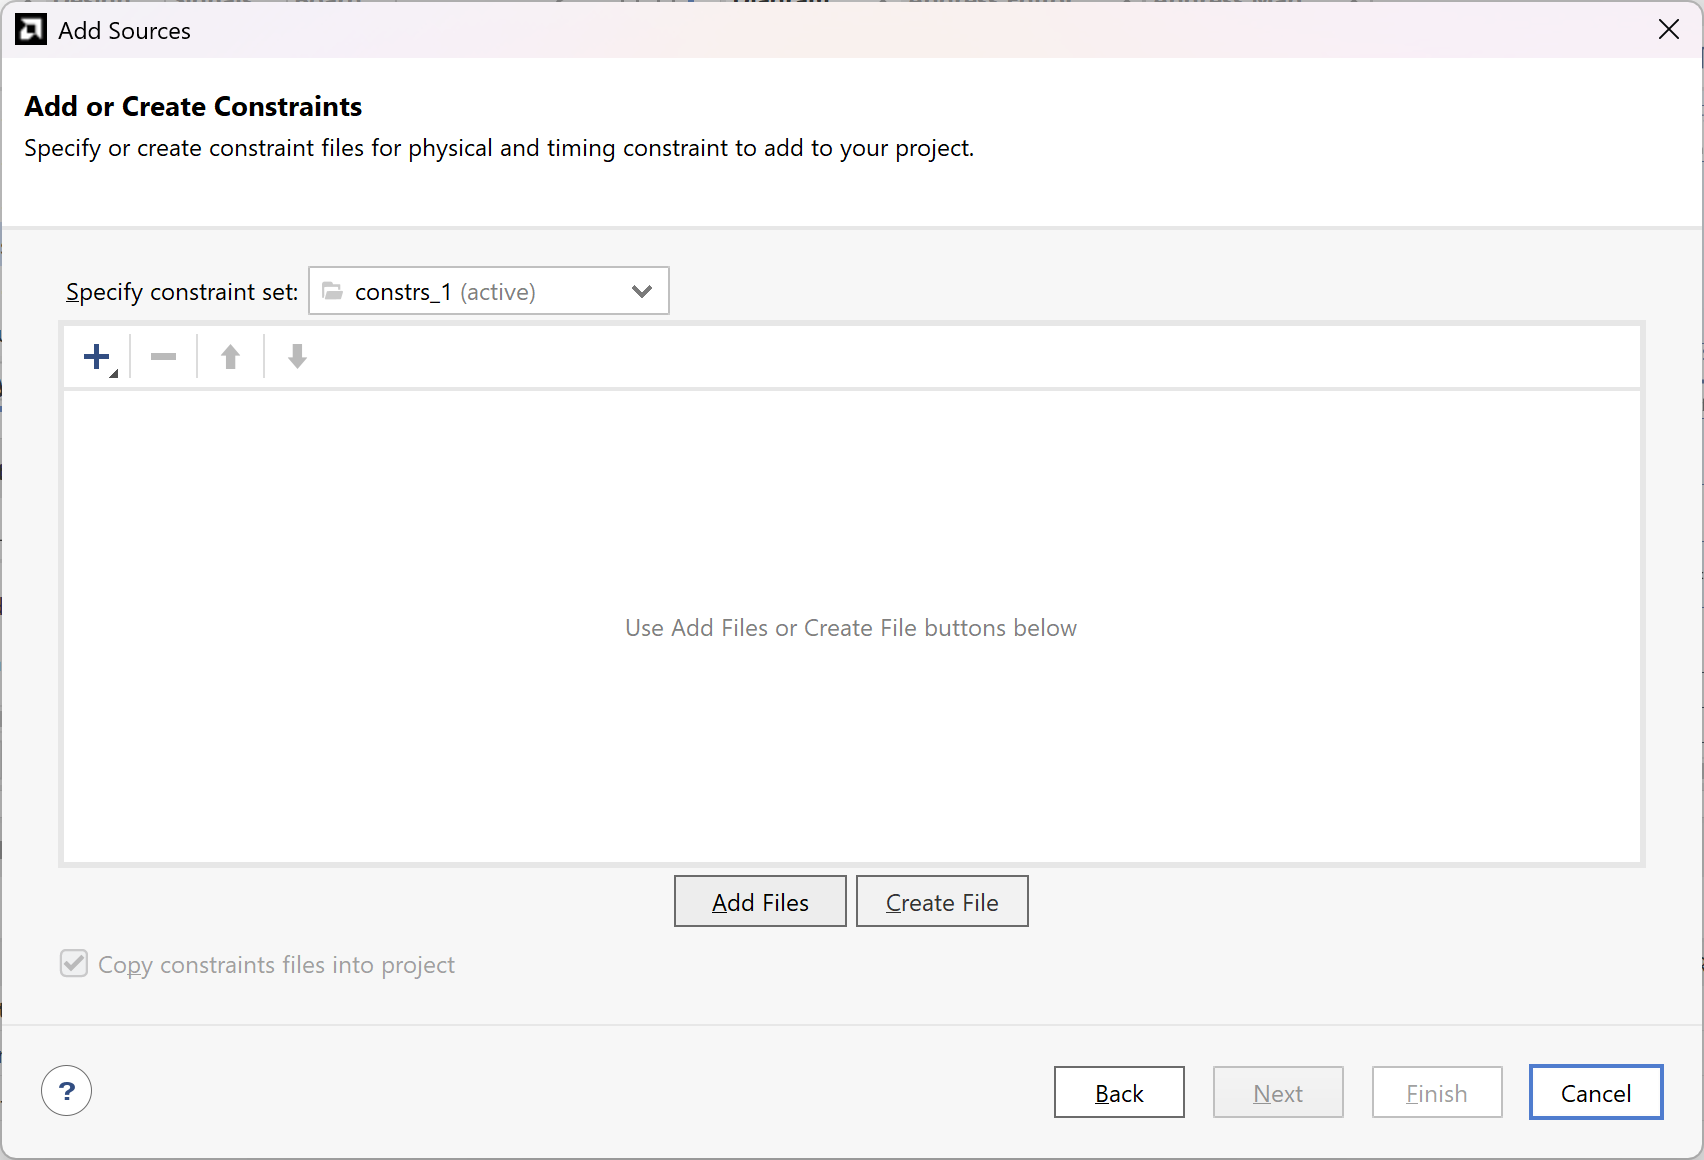 Add Sources
Add or Create Constraints
Specify or create constraint files for physical and timing constraint to add to your project.
Specify constraint set: constrs_1 (active)
Use Add Files or Create File buttons below
Add Files Create File
Copy constraints files into project
? Back Next Finish Cancel